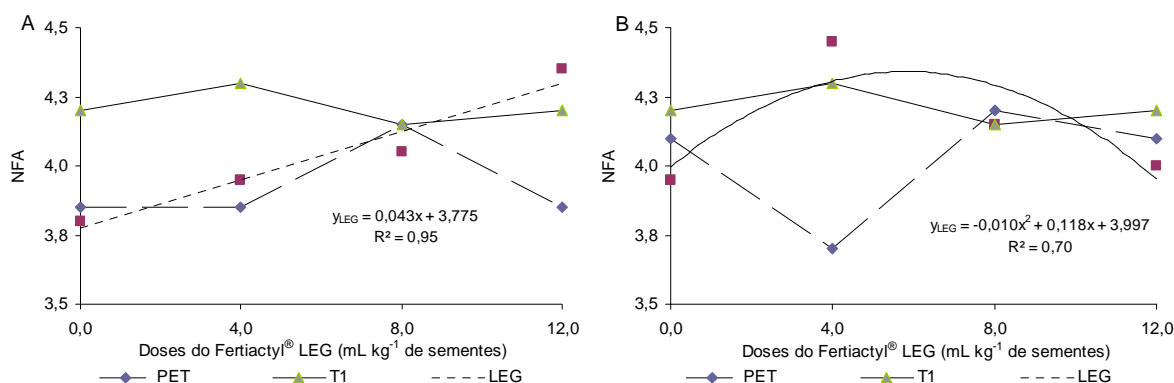 A
4,5
4,3
4,0
3,8
3,5
NFA
y_LEG = 0,043x + 3,775
R² = 0,95
0,0 4,0 8,0 12,0
Doses do Fertiactyl® LEG (mL kg⁻¹ de sementes)
PET T1 LEG
B
4,5
4,3
4,0
3,8
3,5
NFA
y_LEG = -0,010x² + 0,118x + 3,997
R² = 0,70
0,0 4,0 8,0 12,0
Doses do Fertiactyl® LEG (mL kg⁻¹ de sementes)
PET T1 LEG